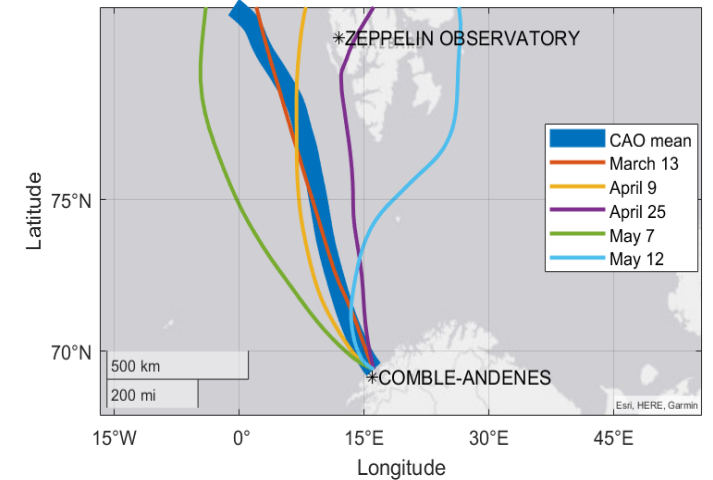 ✳ZEPPELIN OBSERVATORY
CAO mean
March 13
April 9
April 25
May 7
May 12
Latitude
75°N
70°N
500 km
200 mi
✳COMBLE-ANDENES
Esri, HERE, Garmin
15°W
0°
15°E
30°E
45°E
Longitude